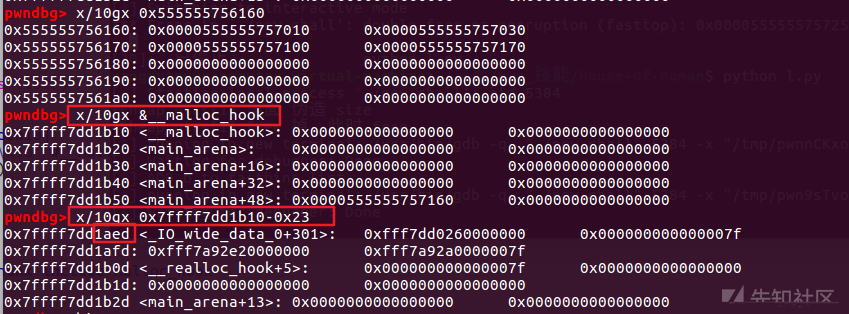 pwndbg> x/10gx 0x555555756160
0x555555756160: 0x0000555555757010 0x0000555555757030
0x555555756170: 0x0000555555757100 0x0000555555757170
0x555555756180: 0x0000000000000000 0x0000000000000000
0x555555756190: 0x0000000000000000 0x0000000000000000
0x5555557561a0: 0x0000000000000000 0x0000000000000000
pwndbg> x/10gx &__malloc_hook
0x7ffff7dd1b10 <__malloc_hook>: 0x0000000000000000 0x0000000000000000
0x7ffff7dd1b20 <main_arena>: 0x0000000000000000 0x0000000000000000
0x7ffff7dd1b30 <main_arena+16>: 0x0000000000000000 0x0000000000000000
0x7ffff7dd1b40 <main_arena+32>: 0x0000000000000000 0x0000000000000000
0x7ffff7dd1b50 <main_arena+48>: 0x0000555555757160 0x0000000000000000
pwndbg> x/10gx 0x7ffff7dd1b10-0x23
0x7ffff7dd1aed <_IO_wide_data_0+301>: 0xfff7dd0260000000 0x000000000000007f
0x7ffff7dd1afd: 0xfff7a92e20000000 0xfff7a92a0000007f
0x7ffff7dd1b0d <__realloc_hook+5>: 0x000000000000007f 0x0000000000000000
0x7ffff7dd1b1d: 0x0000000000000000 0x0000000000000000
0x7ffff7dd1b2d <main_arena+13>: 0x0000000000000000 0x0000000000000000
先知社区